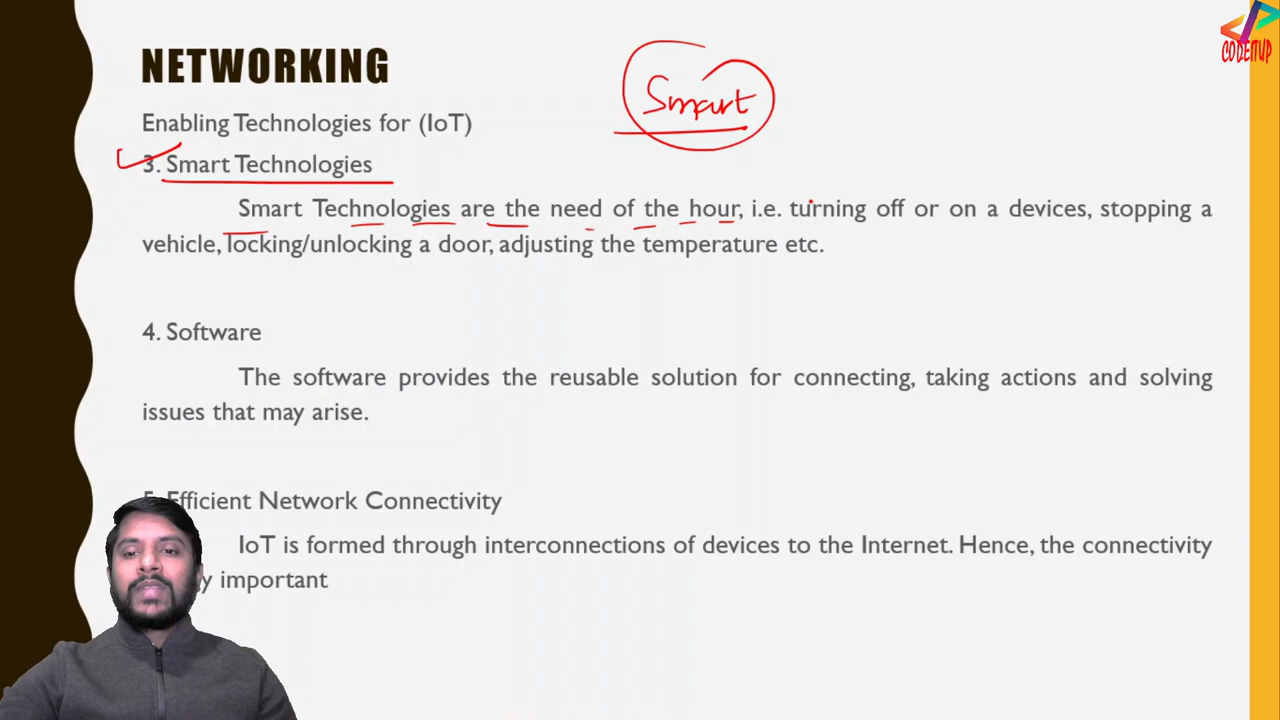 NETWORKING
Smart
CODEITUP
Enabling Technologies for (IoT)
3. Smart Technologies
Smart Technologies are the need of the hour, i.e. turning off or on a devices, stopping a
vehicle, locking/unlocking a door, adjusting the temperature etc.
4. Software
The software provides the reusable solution for connecting, taking actions and solving
issues that may arise.
Efficient Network Connectivity
IoT is formed through interconnections of devices to the Internet. Hence, the connectivity
important